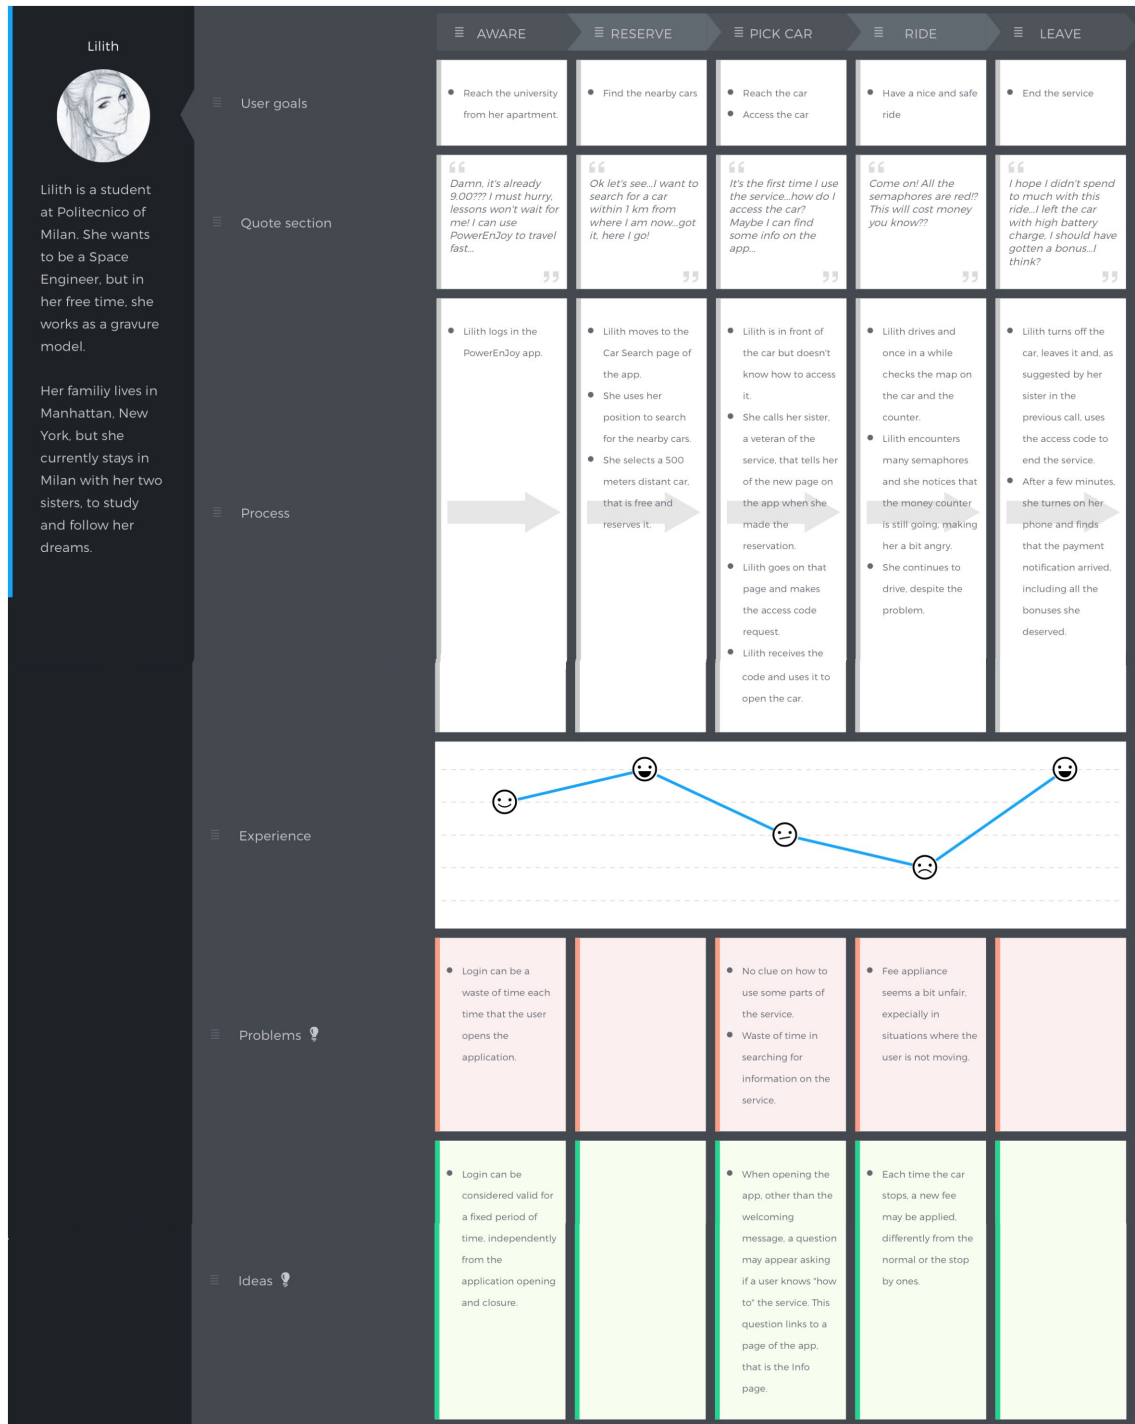 Lilith
Lilith is a student
at Politecnico of
Milan. She wants
to be a Space
Engineer, but in
her free time, she
works as a gravure
model.
Her familiy lives in
Manhattan, New
York, but she
currently stays in
Milan with her two
sisters, to study
and follow her
dreams.
AWARE
RESERVE
PICK CAR
RIDE
LEAVE
User goals
Reach the university
from her apartment.
Find the nearby cars
Reach the car
Access the car
Have a nice and safe
ride
End the service
Quote section
Damn, it's already
9.00??? I must hurry,
lessons won't wait for
me! I can use
PowerEnJoy to travel
fast...
Ok let's see...I want to
search for a car
within 1 km from
where I am now...got
it, here I go!
It's the first time I use
the service...how do I
access the car?
Maybe I can find
some info on the
app...
Come on! All the
semaphores are red!?
This will cost money
you know??
I hope I didn't spend
to much with this
ride...I left the car
with high battery
charge, I should have
gotten a bonus...I
think?
Process
Lilith logs in the
PowerEnJoy app.
Lilith moves to the
Car Search page of
the app.
She uses her
position to search
for the nearby cars.
She selects a 500
meters distant car,
that is free and
reserves it.
Lilith is in front of
the car but doesn't
know how to access
it.
She calls her sister,
a veteran of the
service, that tells her
of the new page on
the app when she
made the
reservation.
Lilith goes on that
page and makes
the access code
request.
Lilith receives the
code and uses it to
open the car.
Lilith drives and
once in a while
checks the map on
the car and the
counter.
Lilith encounters
many semaphores
and she notices that
the money counter
is still going, making
her a bit angry.
She continues to
drive, despite the
problem.
Lilith turns off the
car, leaves it and, as
suggested by her
sister in the
previous call, uses
the access code to
end the service.
After a few minutes,
she turnes on her
phone and finds
that the payment
notification arrived,
including all the
bonuses she
deserved.
Experience
Problems
Login can be a
waste of time each
time that the user
opens the
application.
No clue on how to
use some parts of
the service.
Waste of time in
searching for
information on the
service.
Fee appliance
seems a bit unfair,
expecially in
situations where the
user is not moving.
Ideas
Login can be
considered valid for
a fixed period of
time, independently
from the
application opening
and closure.
When opening the
app, other than the
welcoming
message, a question
may appear asking
if a user knows "how
to" the service. This
question links to a
page of the app,
that is the Info
page.
Each time the car
stops, a new fee
may be applied,
differently from the
normal or the stop
by ones.